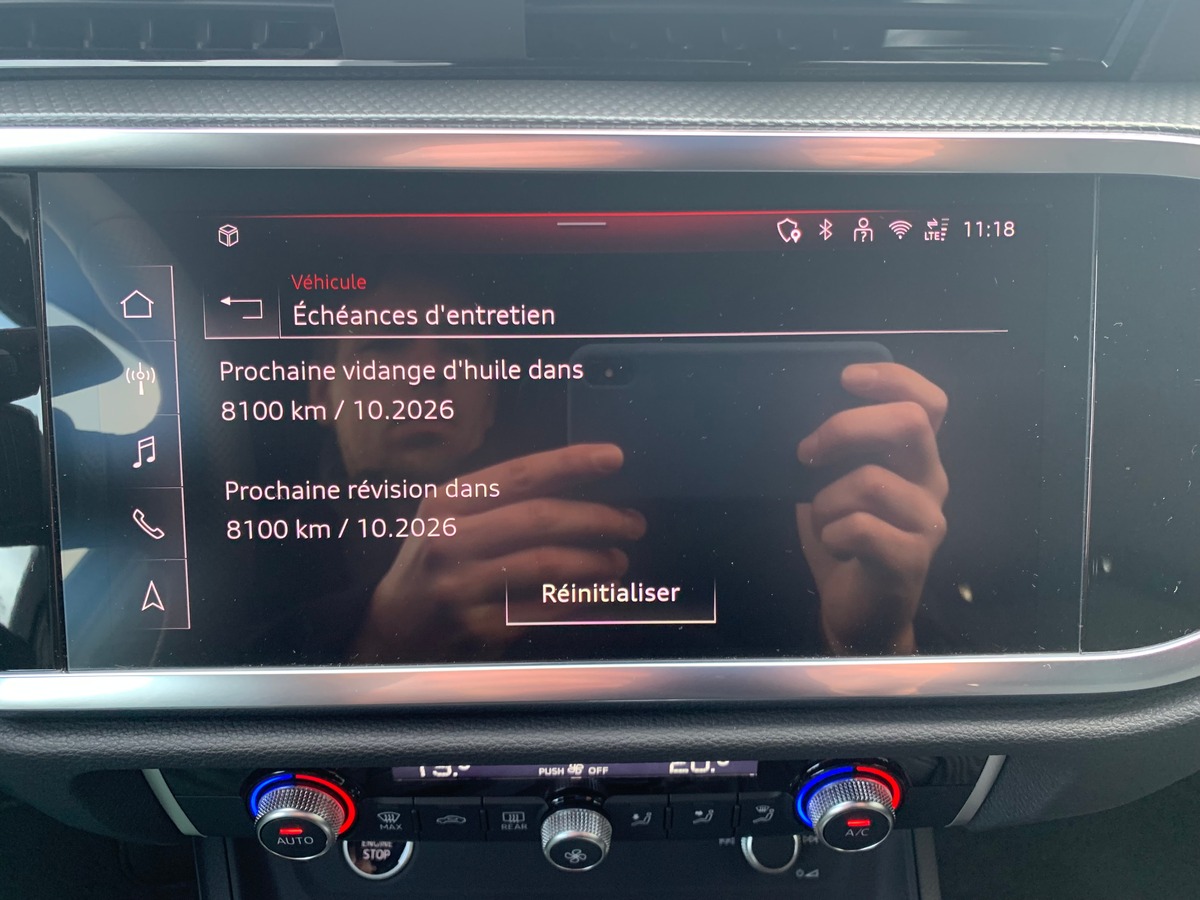 LTE
11:18
Véhicule
Échéances d'entretien
Prochaine vidange d'huile dans
8100 km / 10.2026
Prochaine révision dans
8100 km / 10.2026
Réinitialiser
PUSH OFF
AUTO
MAX
REAR
A/C
ENGINE
STOP